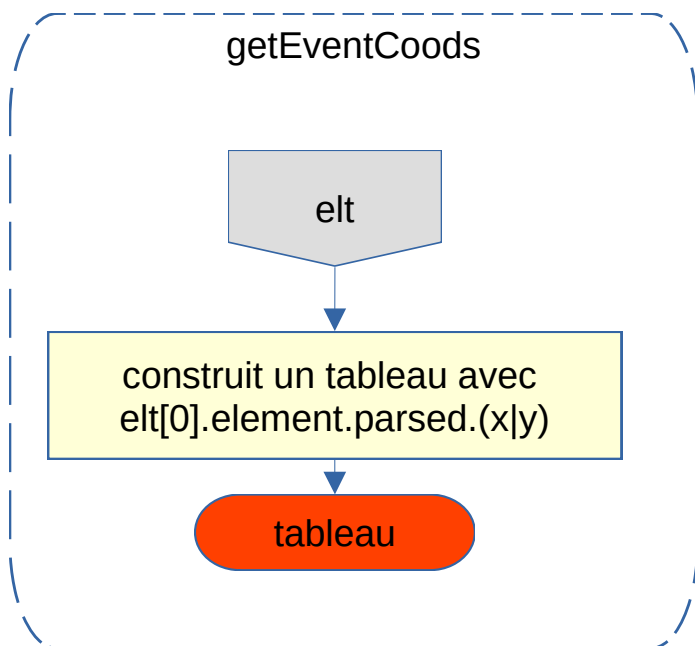 getEventCoods
elt
construit un tableau avec
elt[0].element.parsed.(x|y)
tableau